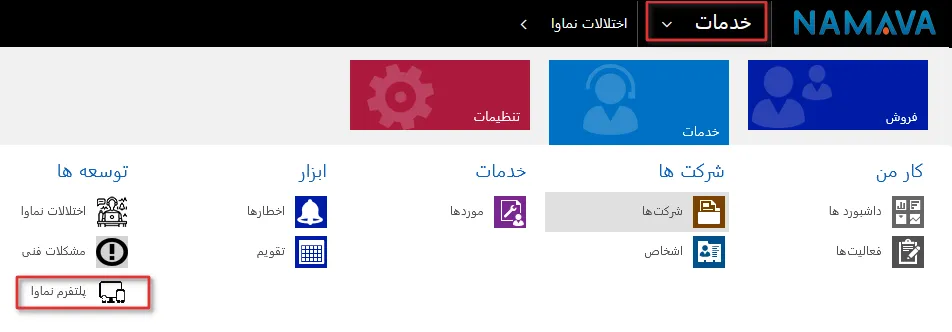 NAMAVA
خدمات
اختلالات نماوا
فروش
خدمات
تنظیمات
کار من
داشبورد ها
فعالیت‌ها
شرکت ها
شرکت‌ها
اشخاص
خدمات
موردها
ابزار
اخطارها
تقویم
توسعه ها
اختلالات نماوا
مشکلات فنی
پلتفرم نماوا